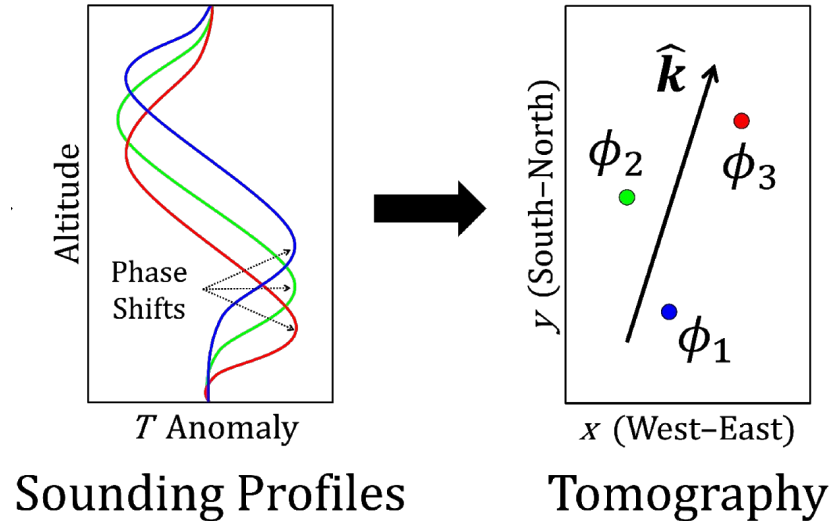 Altitude
Phase
Shifts
T Anomaly
Sounding Profiles
y (South–North)
k̂
ϕ2
ϕ3
ϕ1
x (West–East)
Tomography